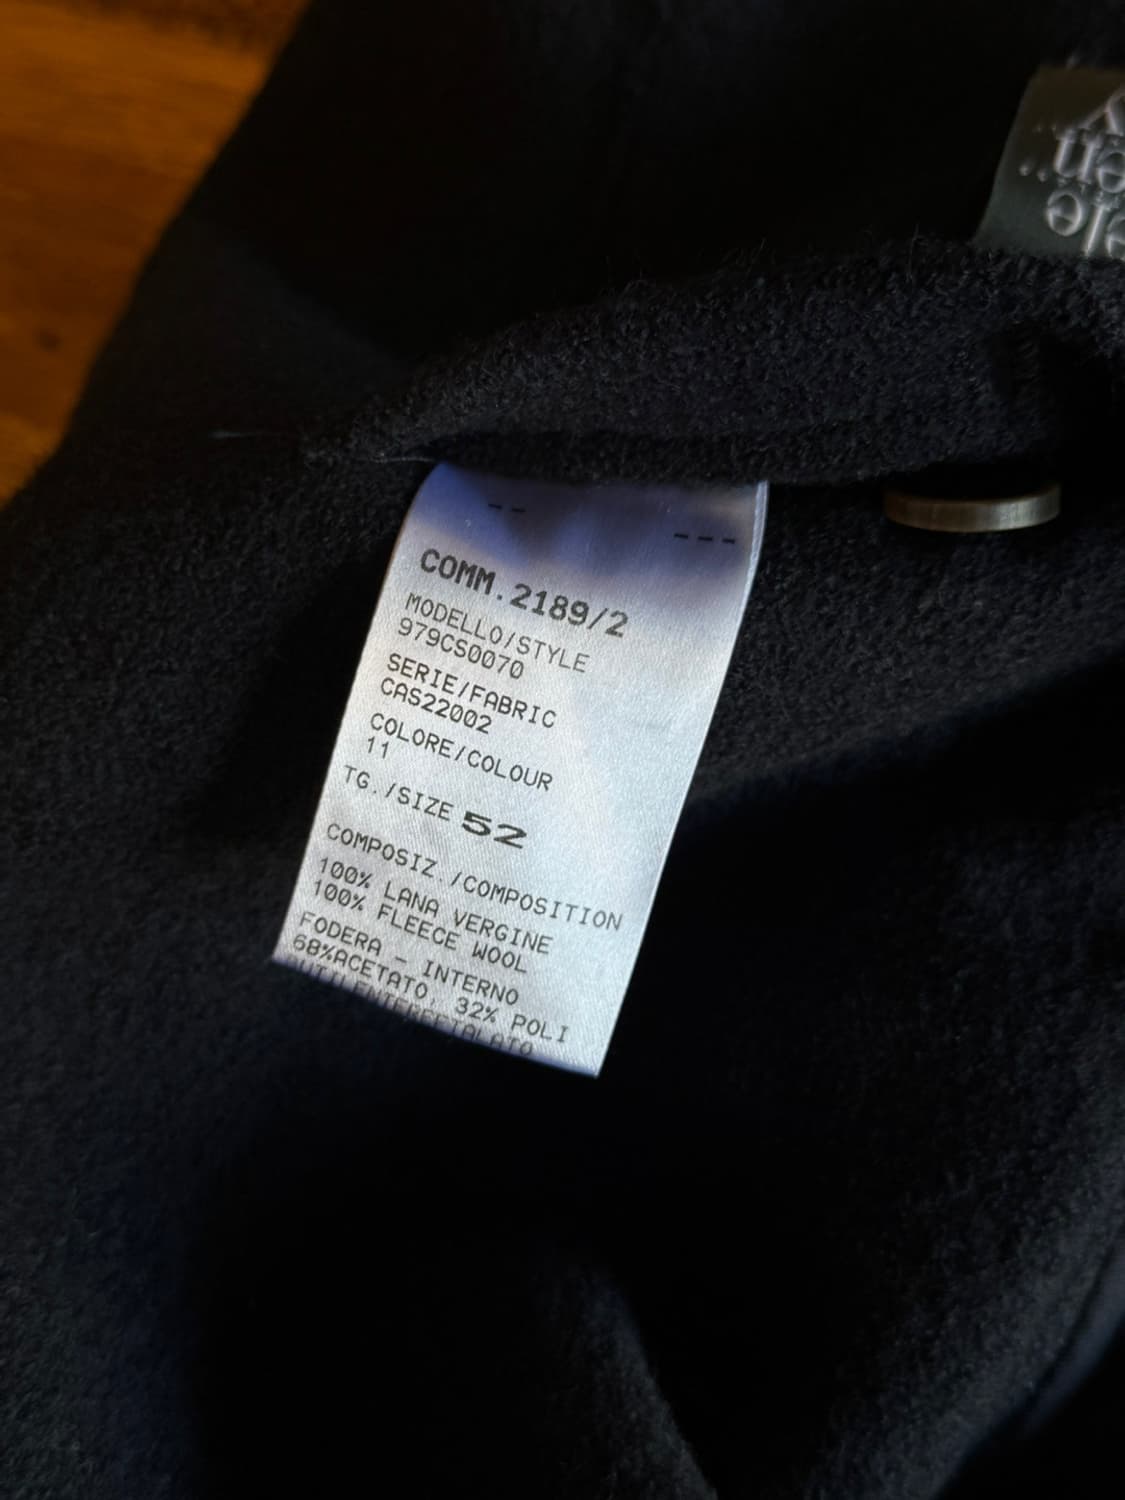 -- ---
COMM.2189/2
MODELLO/STYLE
979CS0070
SERIE/FABRIC
CAS22002
COLORE/COLOUR
11
TG./SIZE 52
COMPOSIZ./COMPOSITION
100% LANA VERGINE
100% FLEECE WOOL
FODERA - INTERNO
68%ACETATO, 32% POLI